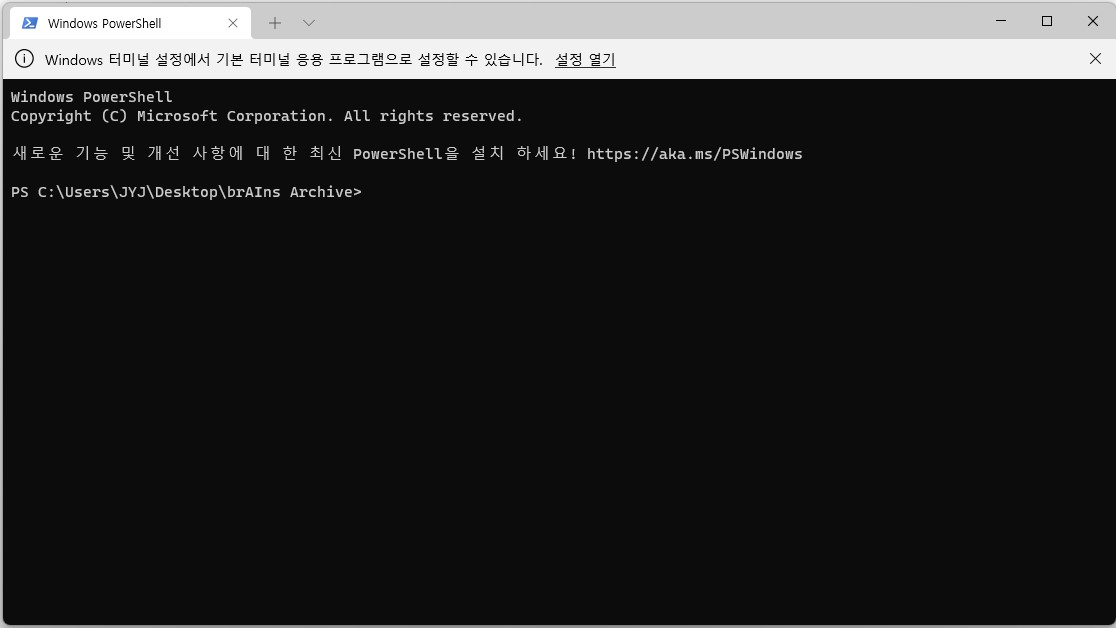 Windows PowerShell
Windows 터미널 설정에서 기본 터미널 응용 프로그램으로 설정할 수 있습니다. 설정 열기
Windows PowerShell
Copyright (C) Microsoft Corporation. All rights reserved.
새로운 기능 및 개선 사항에 대 한 최신 PowerShell을 설치 하세요! https://aka.ms/PSWindows
PS C:\Users\JYJ\Desktop\brAIns Archive>